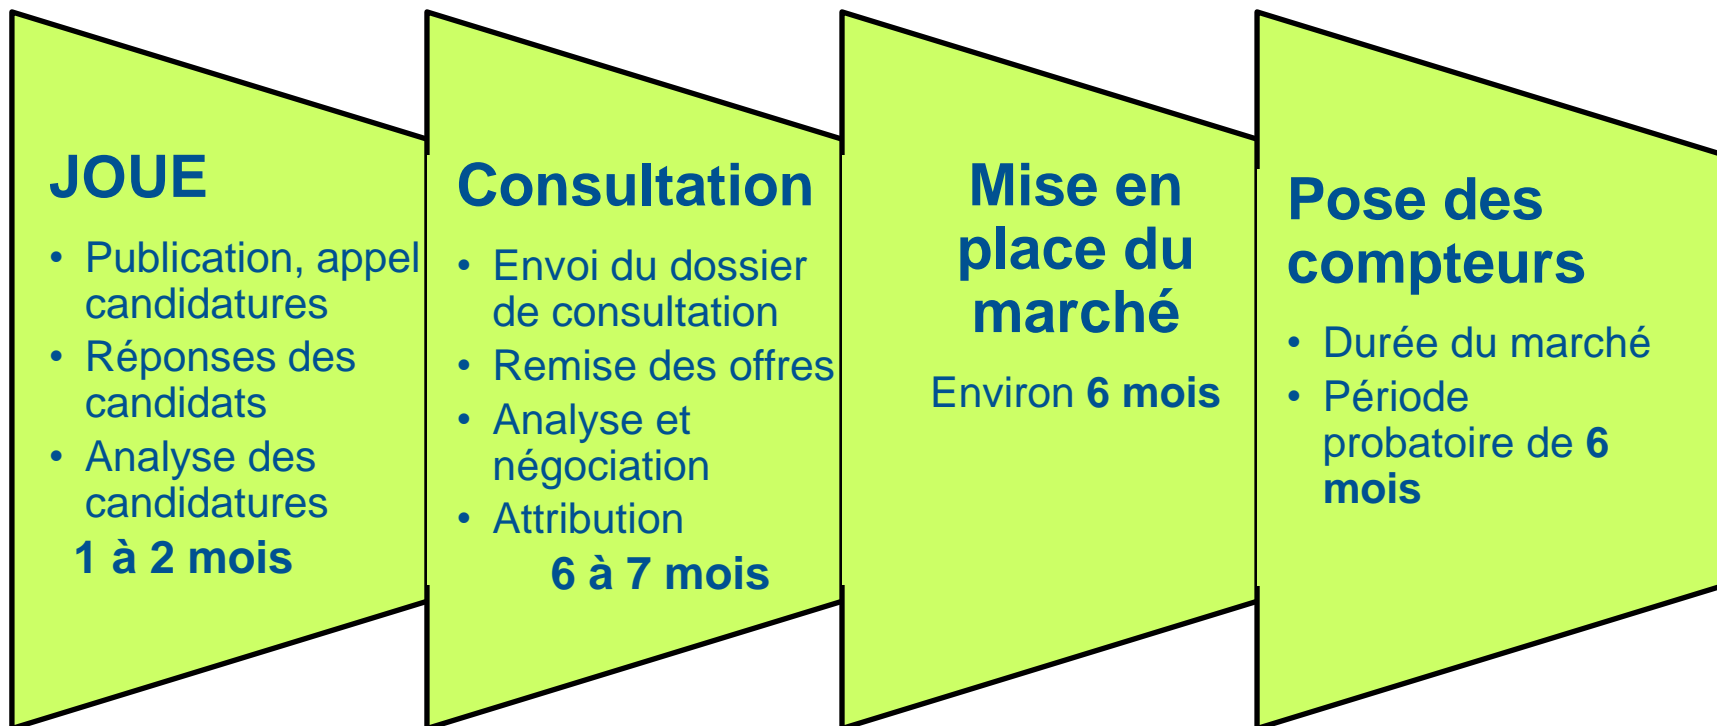 JOUE
• Publication, appel
candidatures
• Réponses des
candidats
• Analyse des
candidatures
1 à 2 mois
Consultation
• Envoi du dossier
de consultation
• Remise des offres
• Analyse et
négociation
• Attribution
6 à 7 mois
Mise en
place du
marché
Environ 6 mois
Pose des
compteurs
• Durée du marché
• Période
probatoire de 6
mois